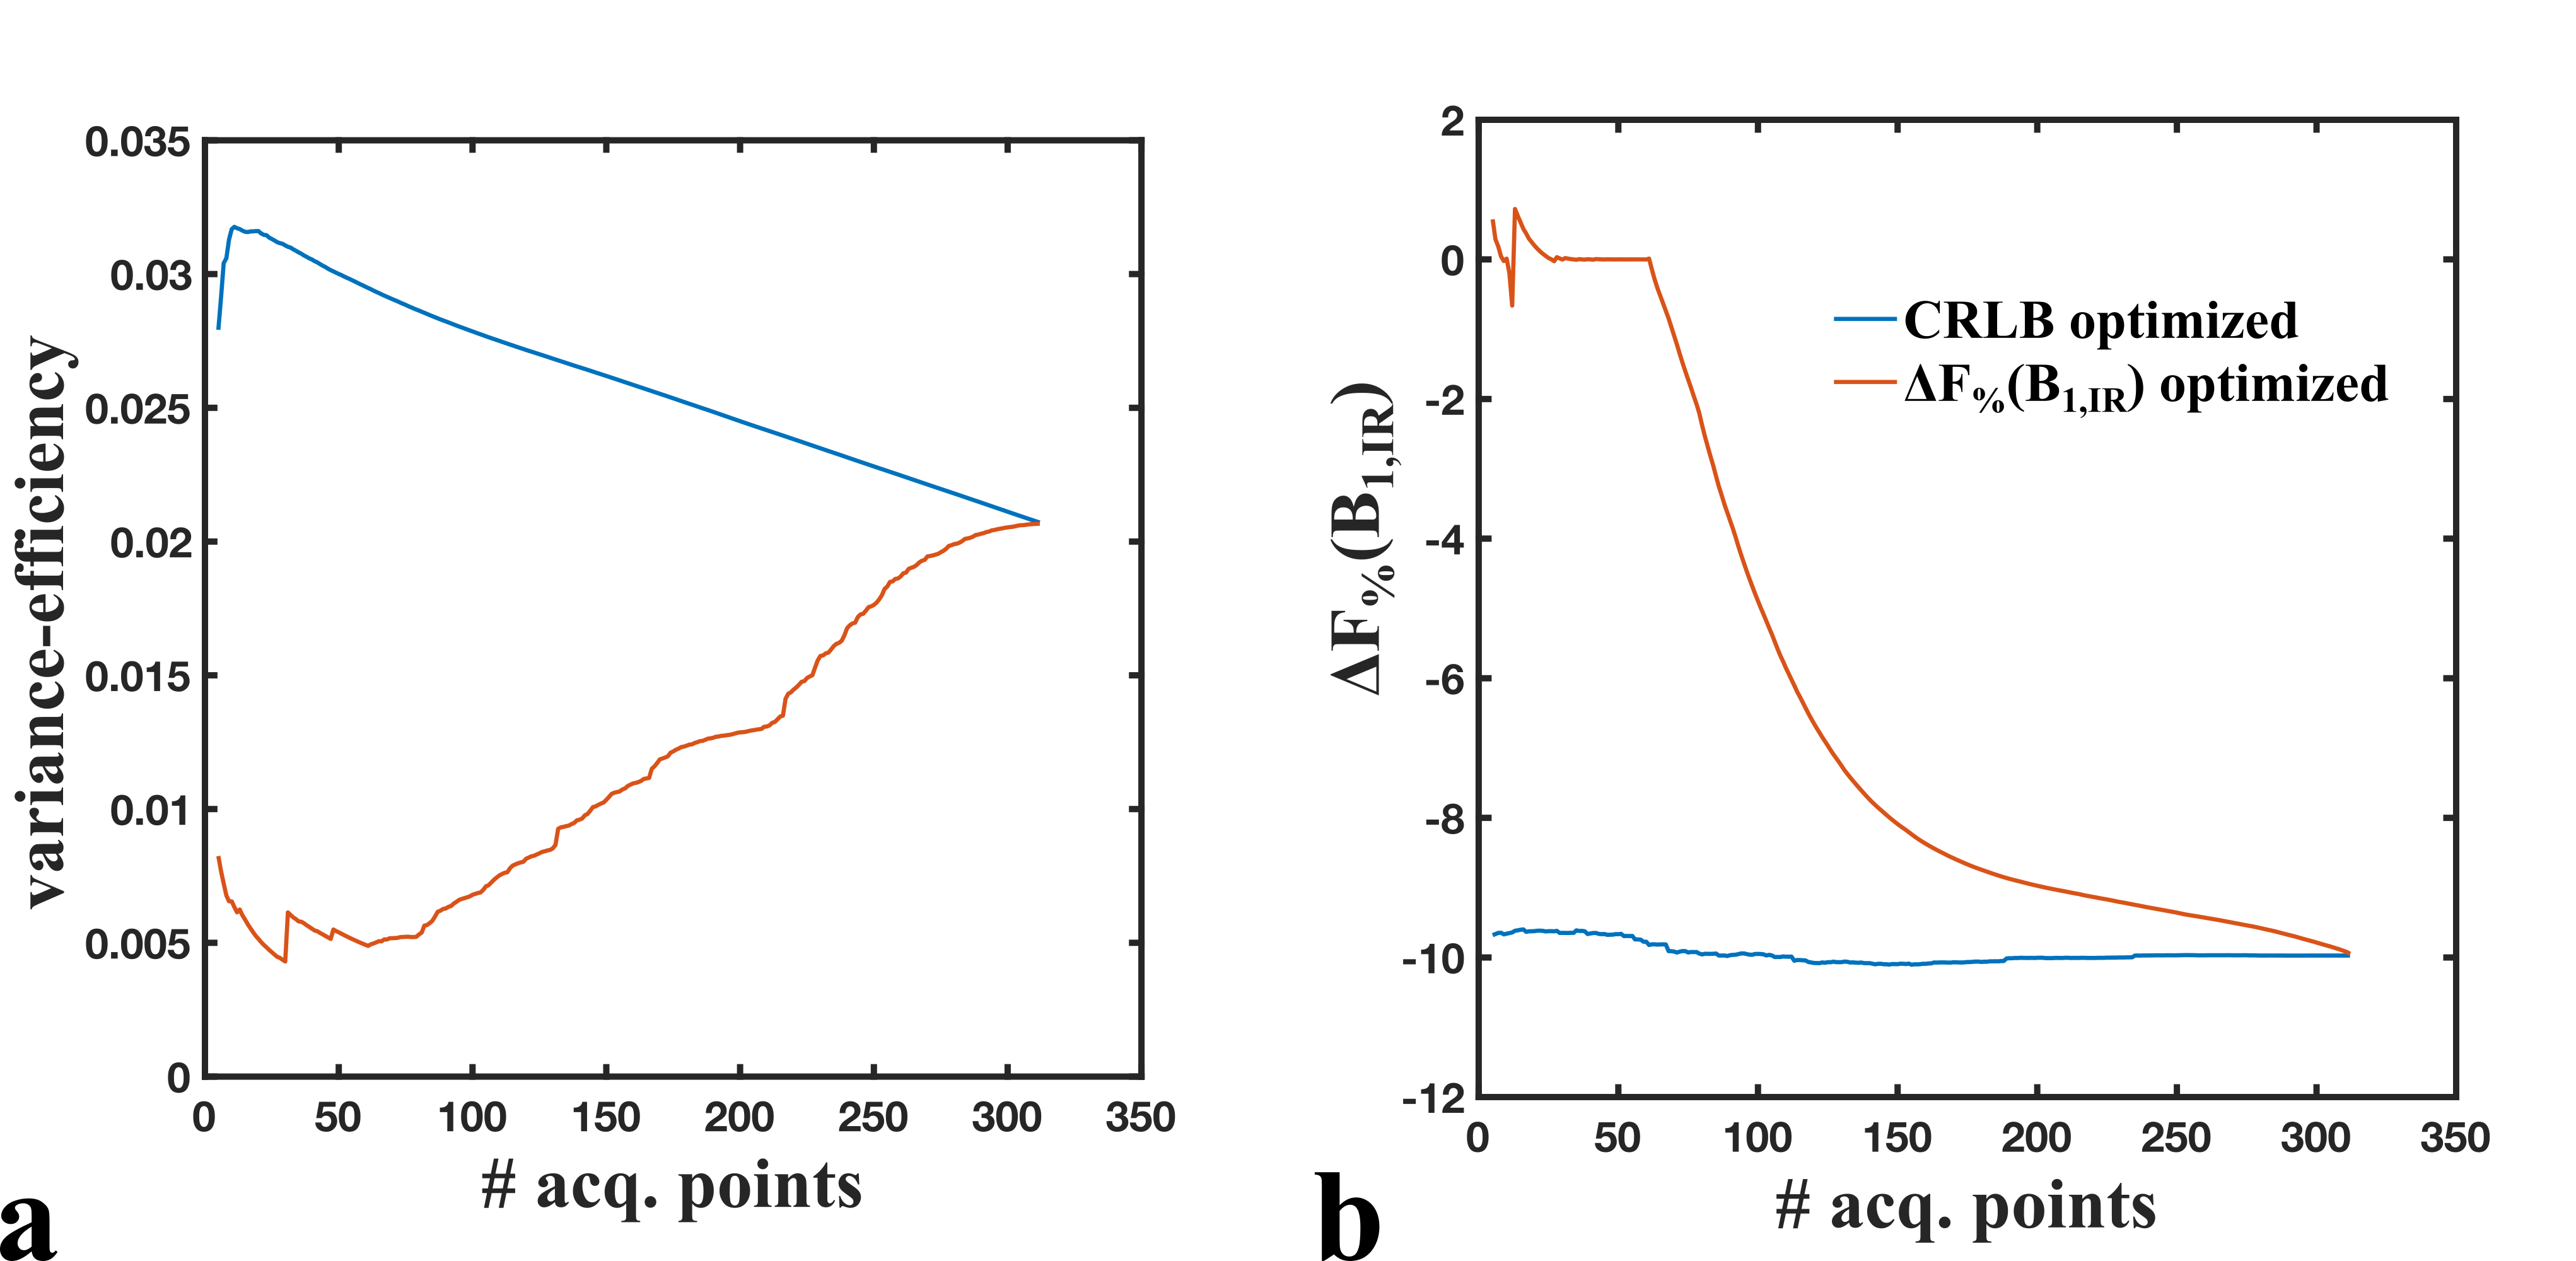 0.035
0.03
0.025
0.02
0.015
0.01
0.005
0
0 50 100 150 200 250 300 350
variance-efficiency
# acq. points
a
2
0
-2
-4
-6
-8
-10
-12
0 50 100 150 200 250 300 350
ΔF%(B1,IR)
CRLB optimized
ΔF%(B1,IR) optimized
# acq. points
b